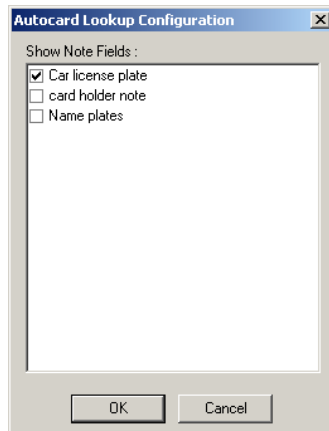 Autocard Lookup Configuration
Show Note Fields :
Car license plate
card holder note
Name plates
OK Cancel